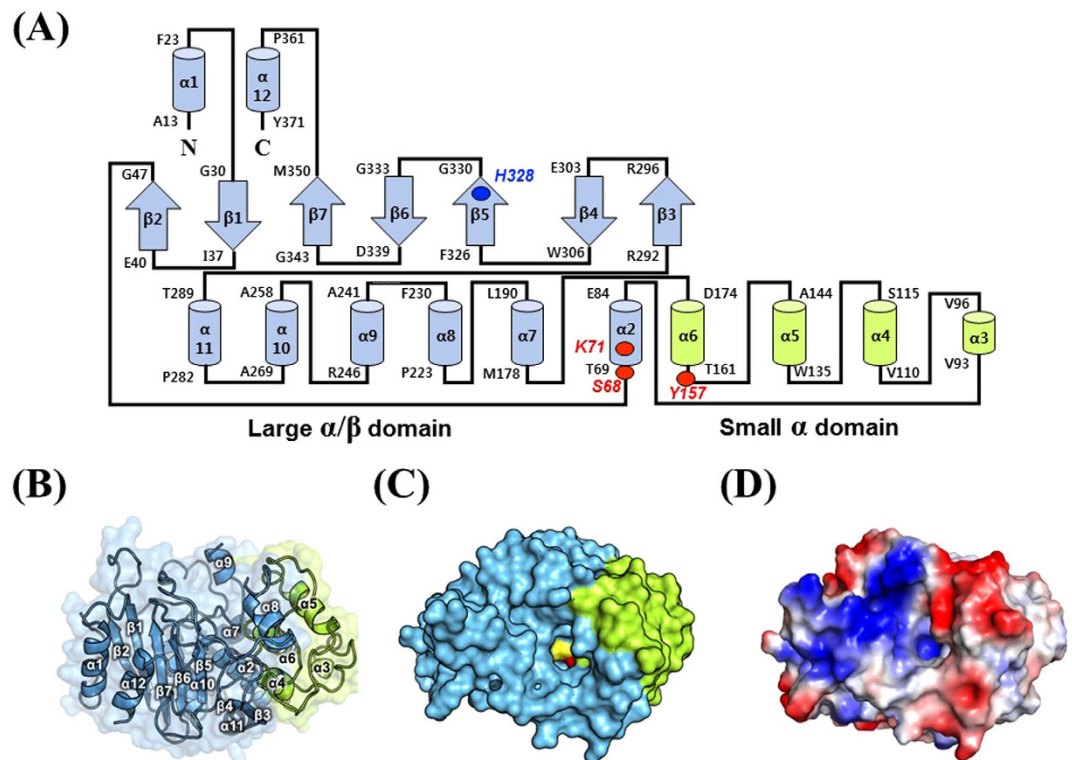 (A)
F23 P361
α1 α 12
A13 Y371
N C
G47 G30 M350 G333 G330 H328 E303 R296
β2 β1 β7 β6 β5 β4 β3
E40 I37 G343 D339 F326 W306 R292
T289 A258 A241 F230 L190 E84 D174 A144 S115 V96
α 11 α 10 α9 α8 α7 α2 α6 α5 α4 α3
K71
P282 A269 R246 P223 M178 T69 T161 W135 V110 V93
S68 Y157
Large α/β domain Small α domain
(B) (C) (D)
α9
α5
α8
β1 α7
β2 α6
α1 β5 α2 α3
α12 β6 α10 α4
β7
β4 β3
α11